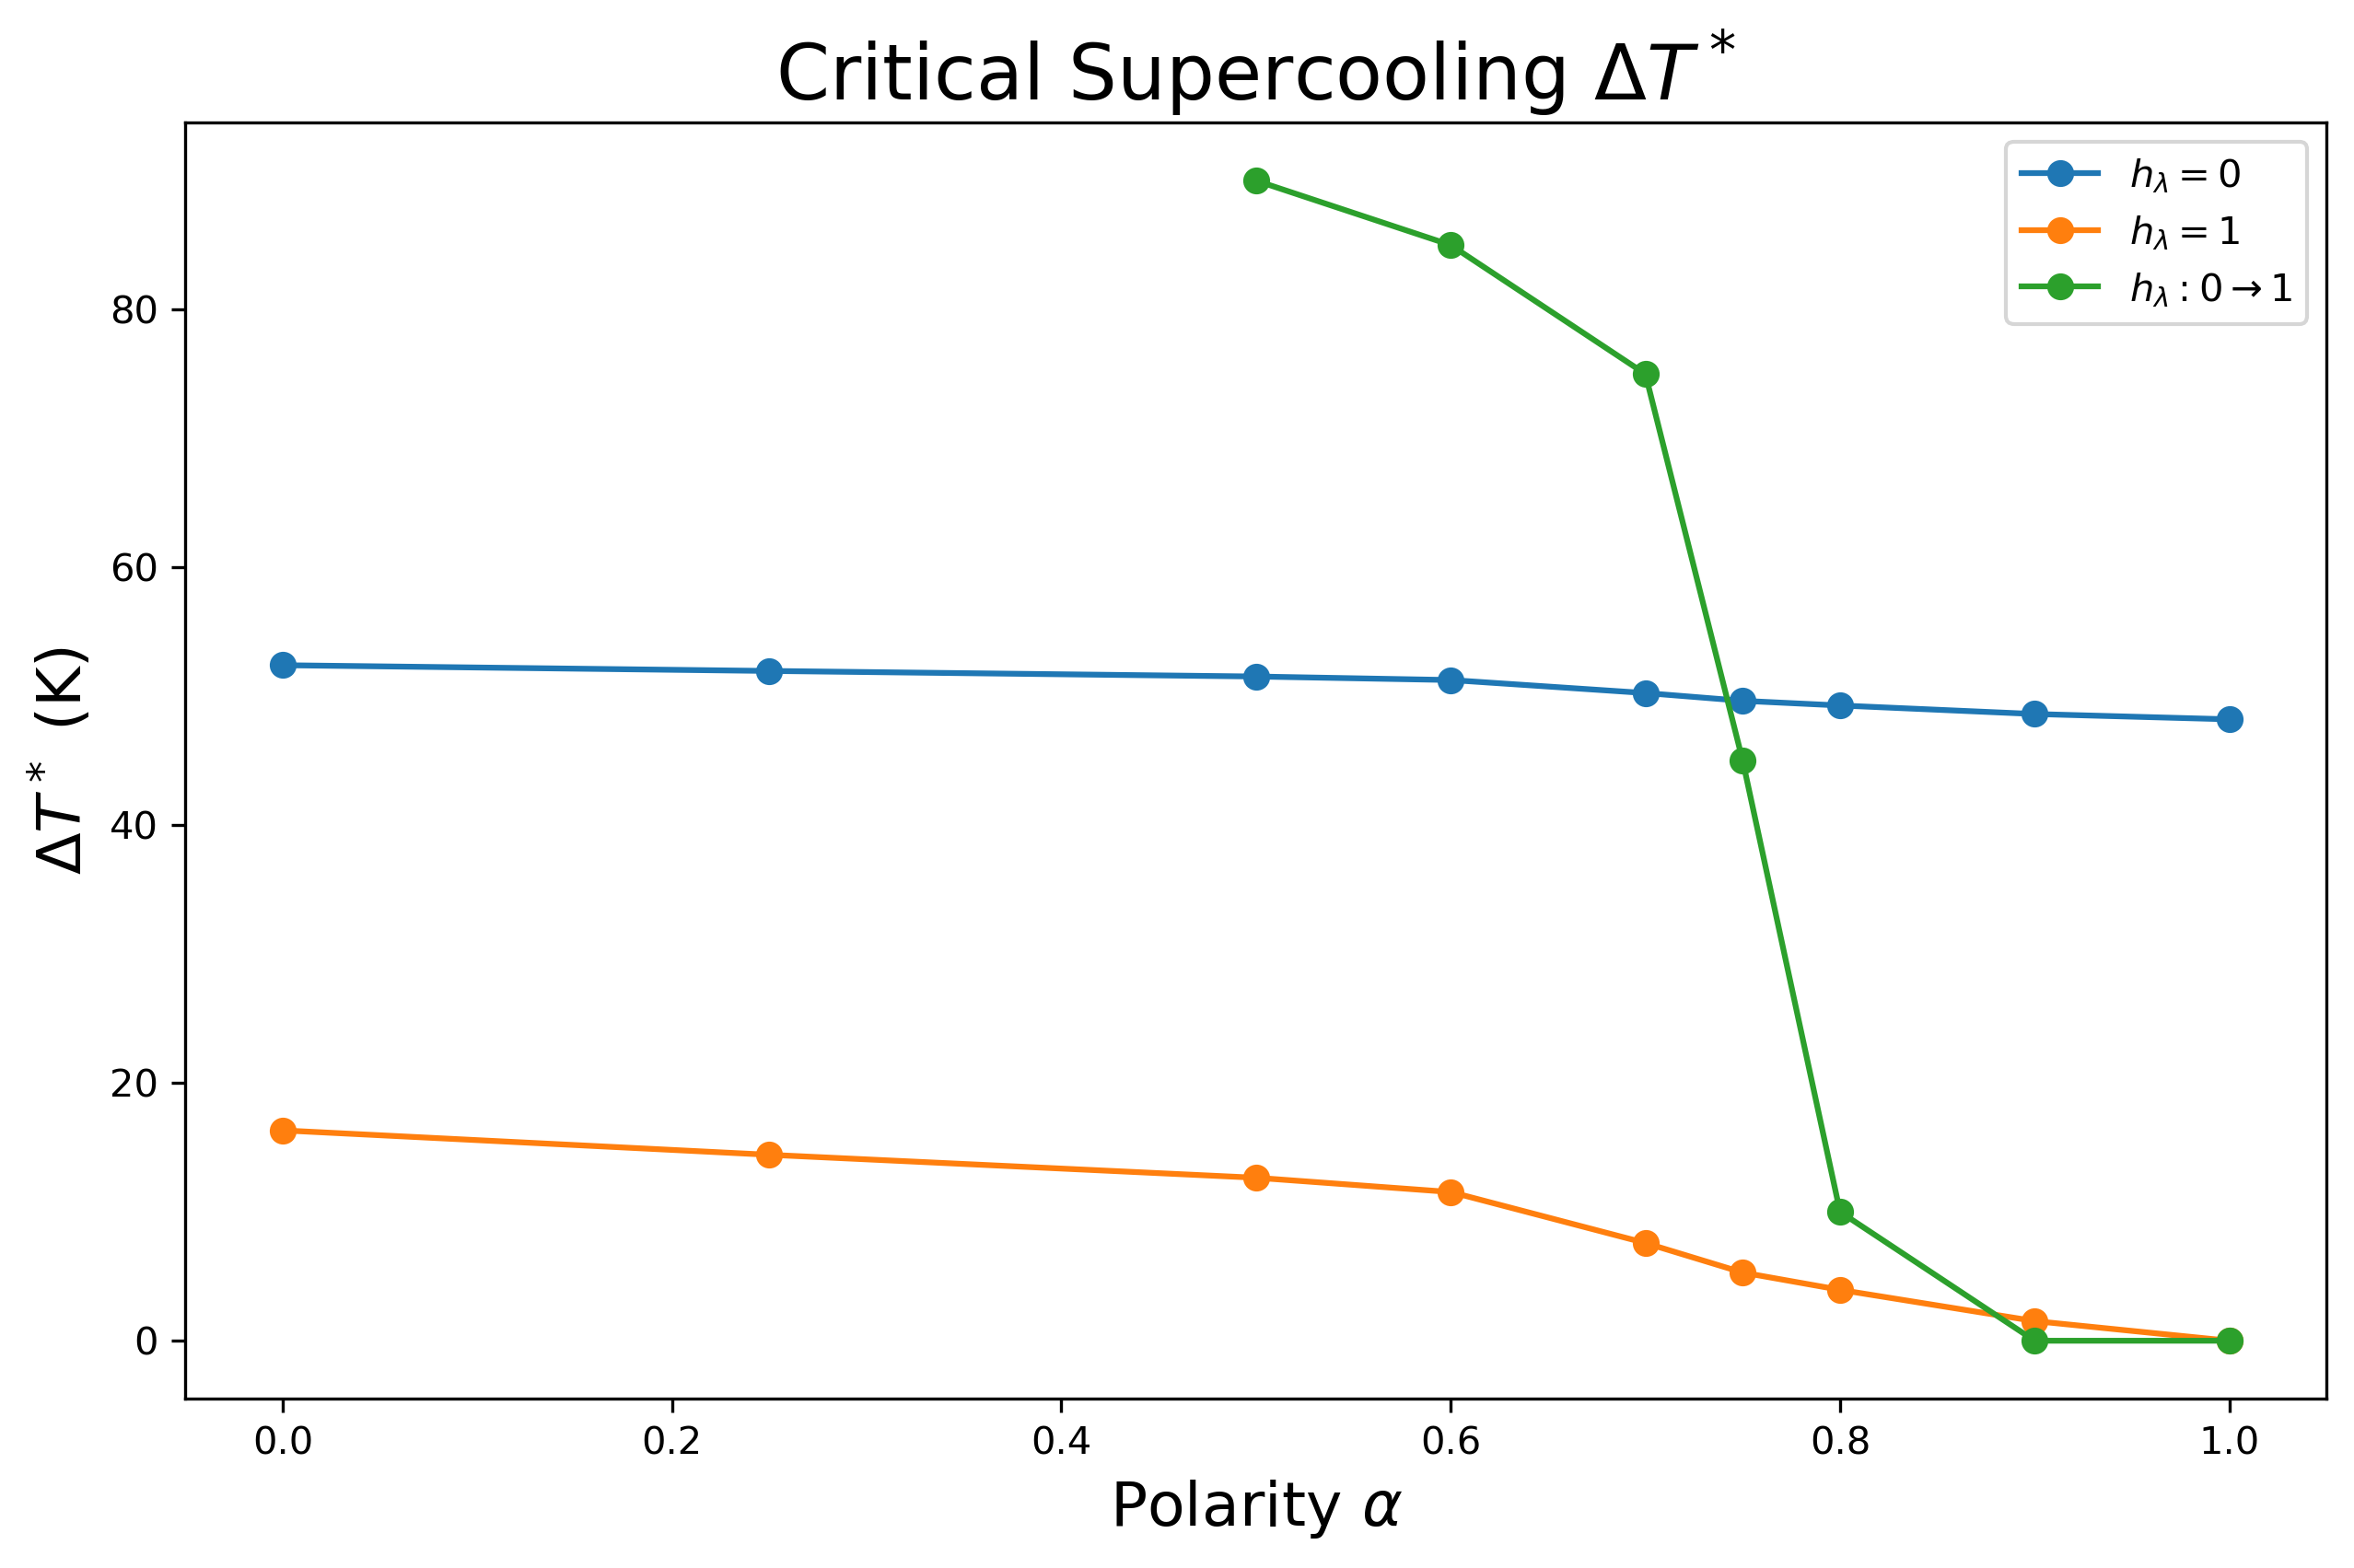 Critical Supercooling ΔT*
h_λ = 0
h_λ = 1
h_λ : 0 → 1
ΔT* (K)
80
60
40
20
0
0.0 0.2 0.4 0.6 0.8 1.0
Polarity α